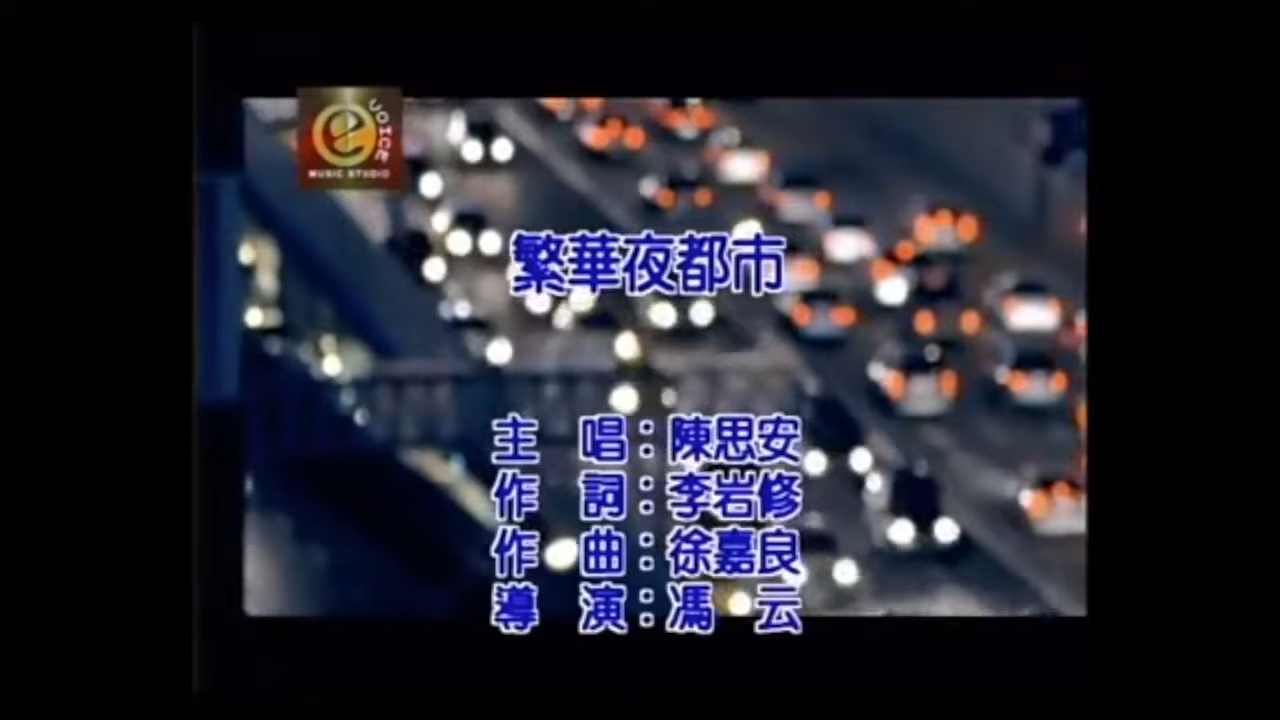 e voice
MUSIC STUDIO
繁華夜都市
主 唱：陳思安
作 詞：李岩修
作 曲：徐嘉良
導 演：馮 云